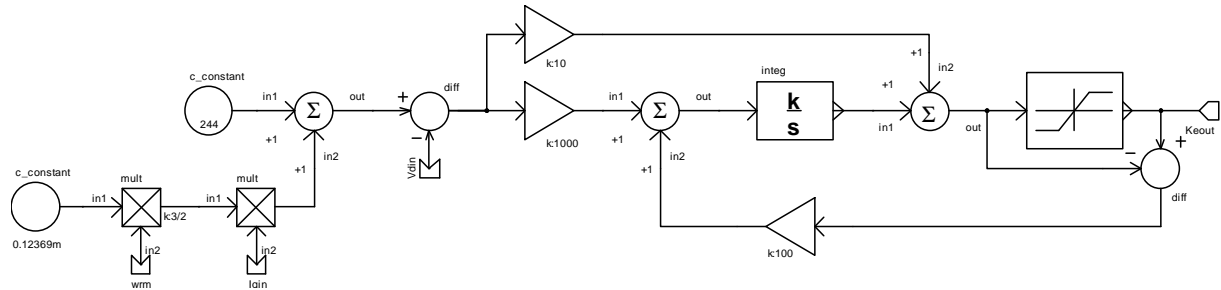 k:10
+1
in2
c_constant
244
in1
Σ
out
+1
in2
+1
+
diff
−
Vdin
k:1000
in1
Σ
out
+1
in2
+1
integ
k
s
+1
in1
Σ
out
Keout
+
−
diff
k:100
c_constant
0.12369m
in1
mult
k:3/2
in2
wrm
in1
mult
in2